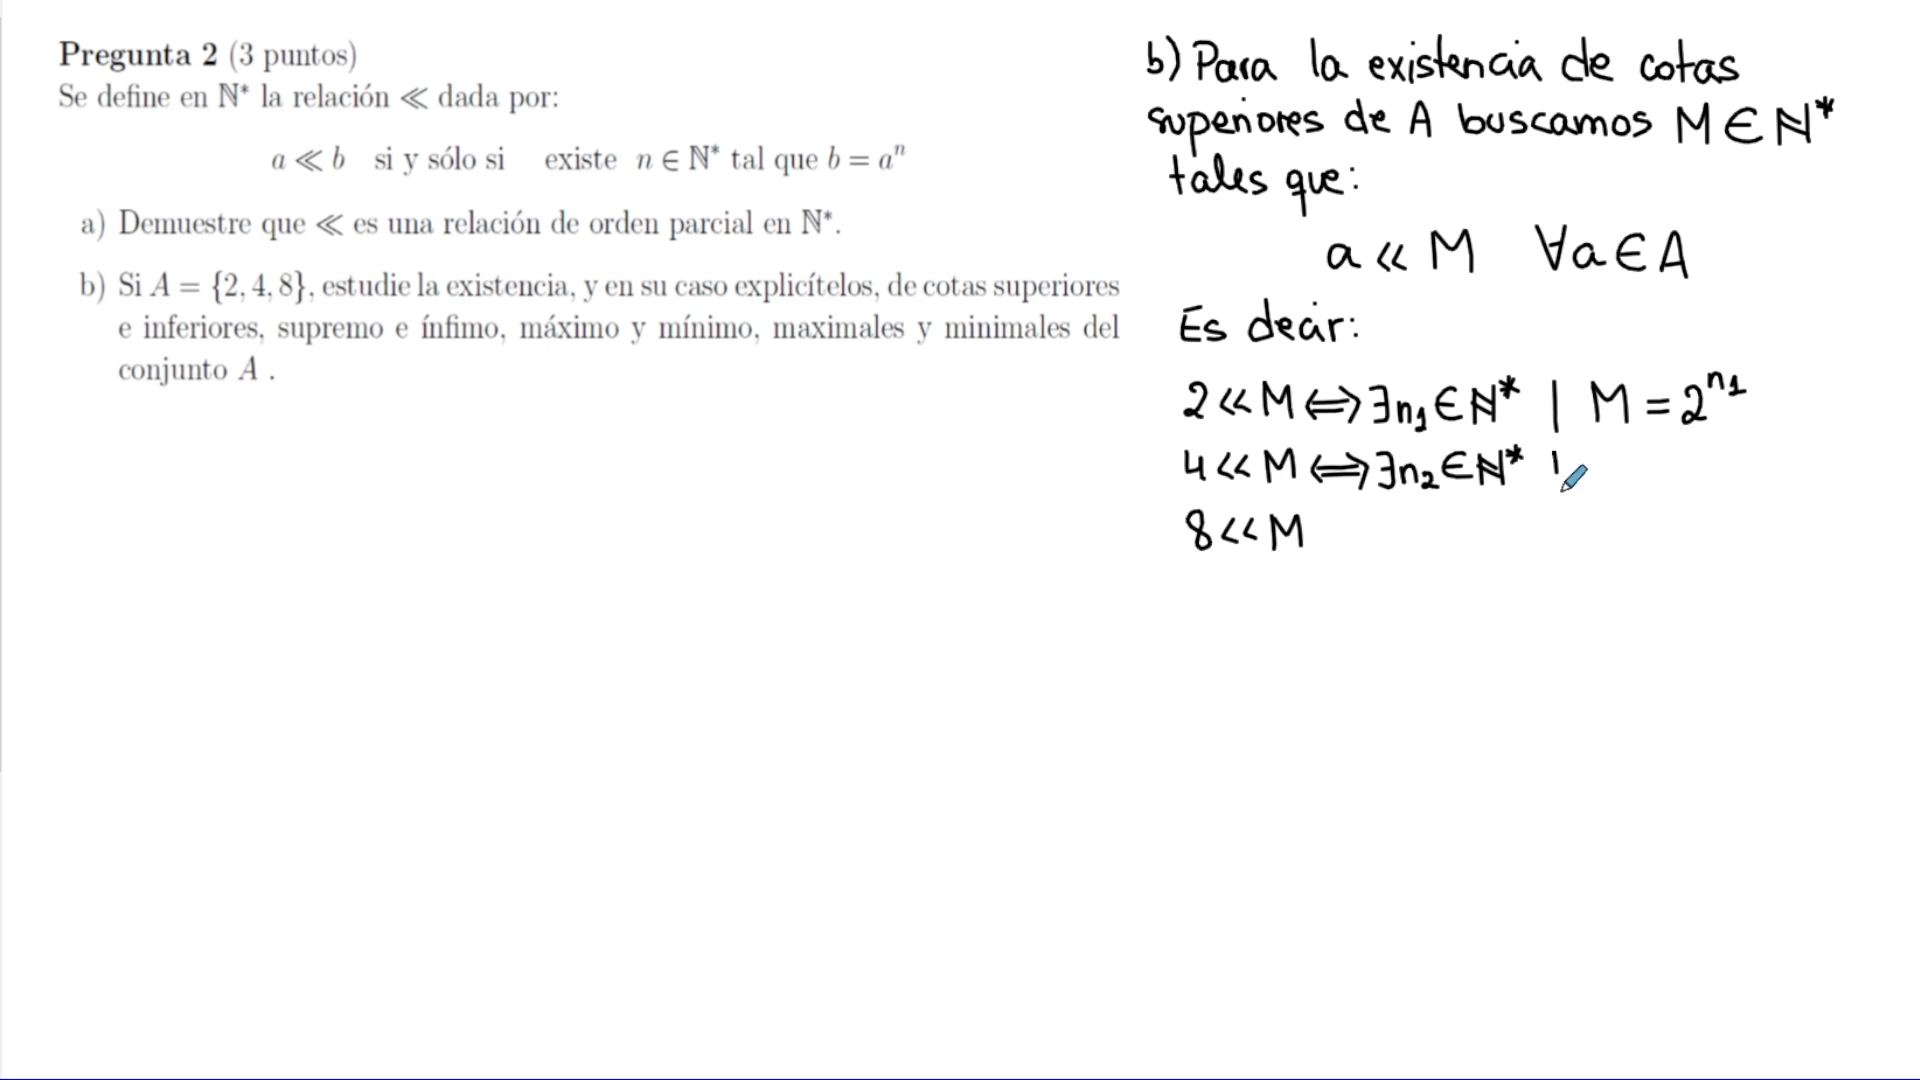 Pregunta 2 (3 puntos)
Se define en ℕ* la relación ≪ dada por:
a ≪ b si y sólo si existe n ∈ ℕ* tal que b = aⁿ
a) Demuestre que ≪ es una relación de orden parcial en ℕ*.
b) Si A = {2, 4, 8}, estudie la existencia, y en su caso explicítelos, de cotas superiores
e inferiores, supremo e ínfimo, máximo y mínimo, maximales y minimales del
conjunto A .
b) Para la existencia de cotas
superiores de A buscamos M ∈ ℕ*
tales que:
a ≪ M ∀a ∈ A
Es decir:
2 ≪ M ⟺ ∃n₁ ∈ ℕ* | M = 2ⁿ¹
4 ≪ M ⟺ ∃n₂ ∈ ℕ* |
8 ≪ M